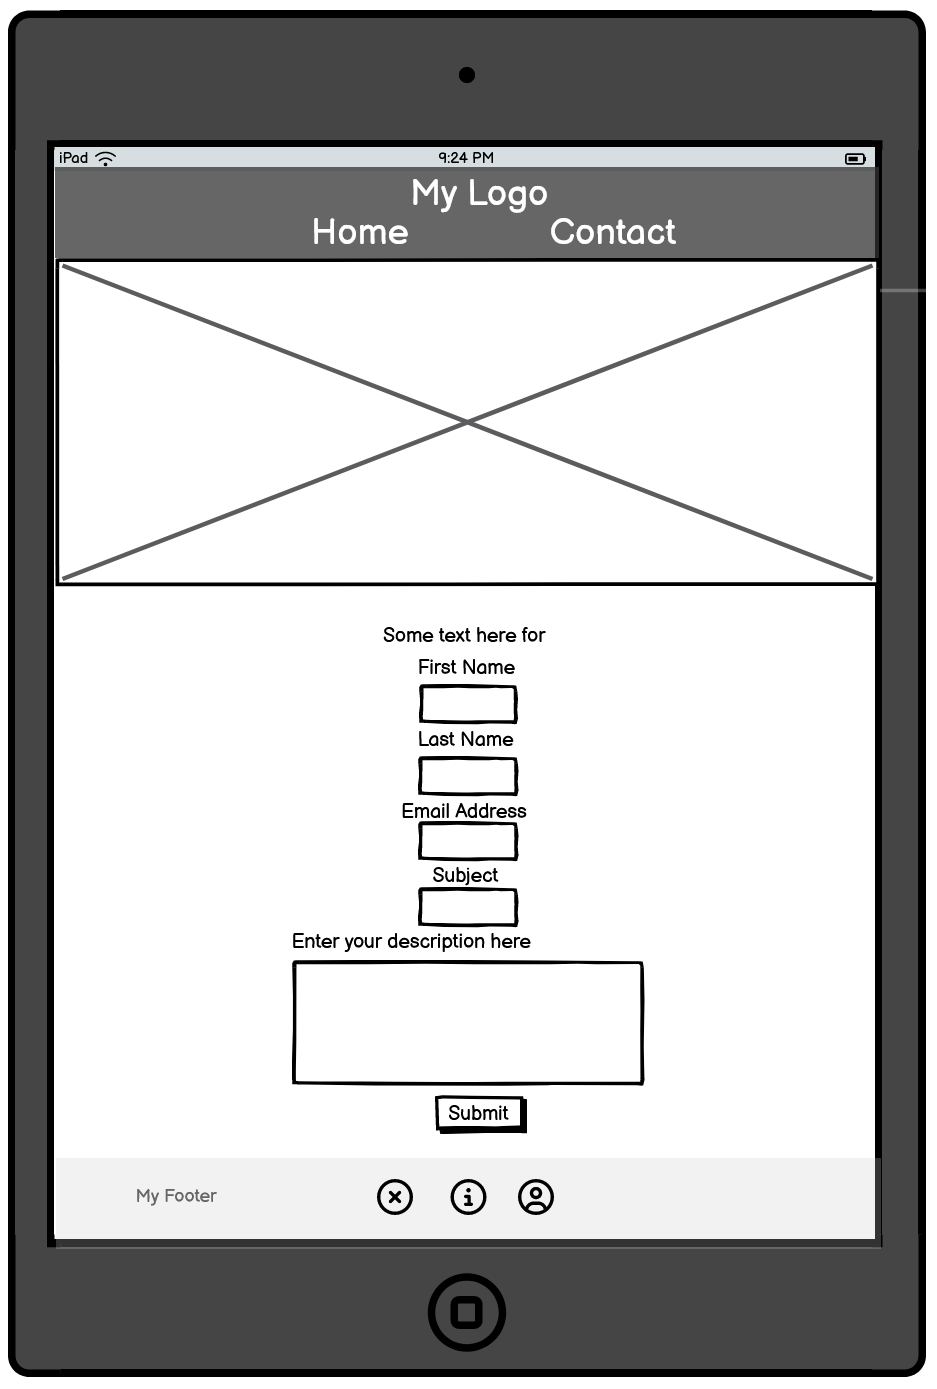 iPad 9:24 PM
My Logo
Home Contact
Some text here for
First Name
Last Name
Email Address
Subject
Enter your description here
Submit
My Footer